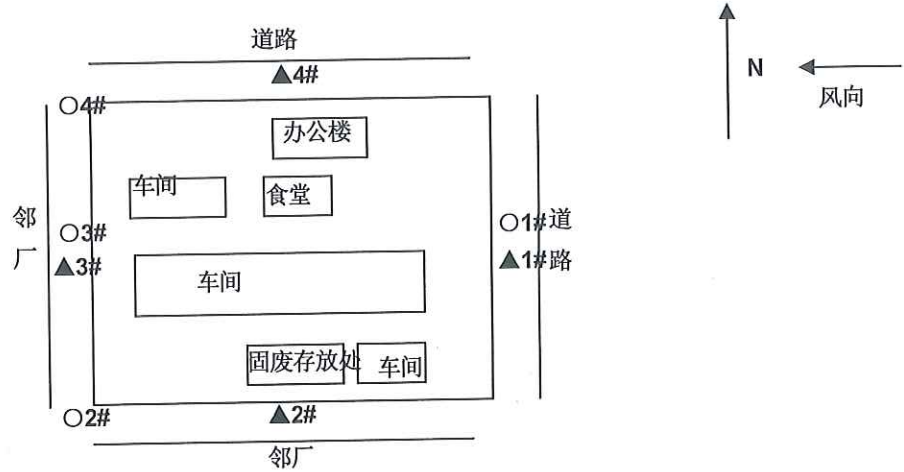 道路
▲4#
N
风向
○4#
办公楼
车间
食堂
邻厂
○3#
○1#
道路
▲3#
▲1#
车间
固废存放处
车间
○2#
▲2#
邻厂